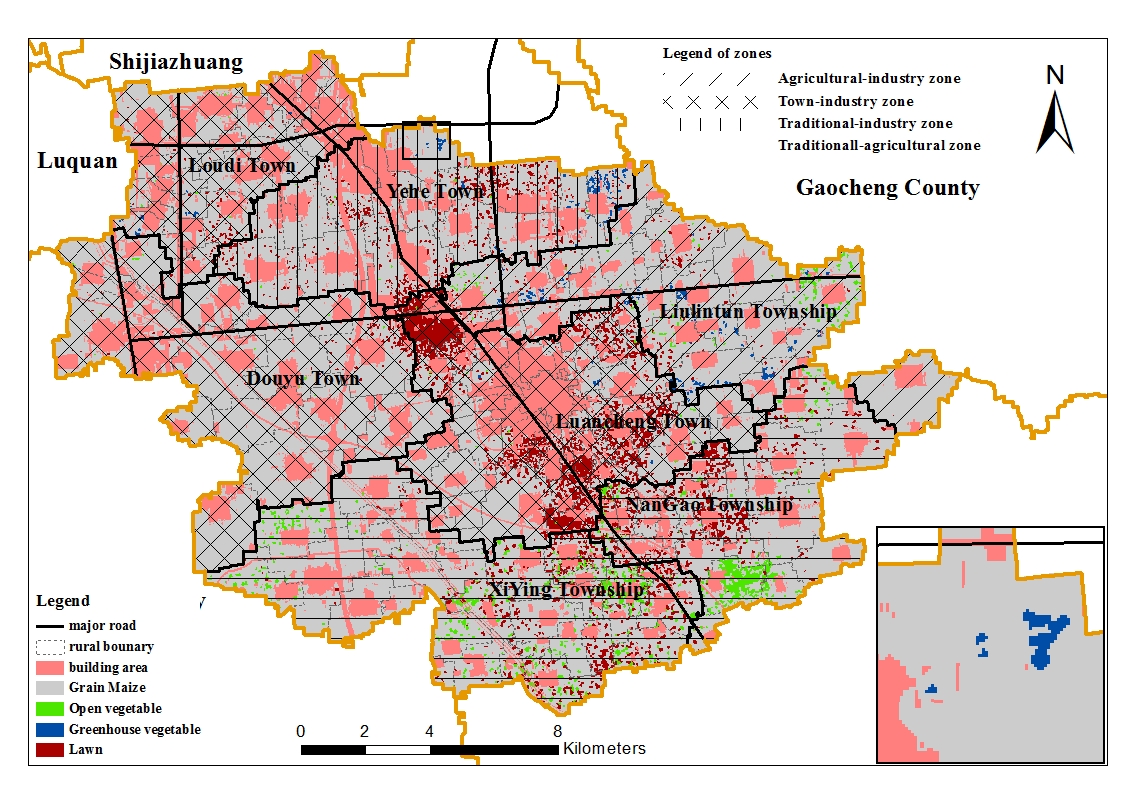 Shijiazhuang
Legend of zones
Agricultural-industry zone
N
Town-industry zone
Traditional-industry zone
Traditionall-agricultural zone
Luquan
Loudi Town
Yehe Town
Gaocheng County
Liulintun Township
Douyu Town
Luancheng Town
NanGao Township
XiYing Township
Legend
major road
rural bounary
building area
Grain Maize
Open vegetable
Greenhouse vegetable
Lawn
0 2 4 8
Kilometers